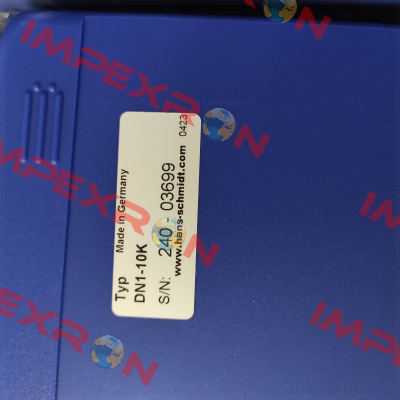 Typ Made in Germany
DN1-10K
S/N: 240 - 03699
www.hans-schmidt.com 0423
IMPEXRON
IMPEXRON
IMPEXRON
IMPEXRON